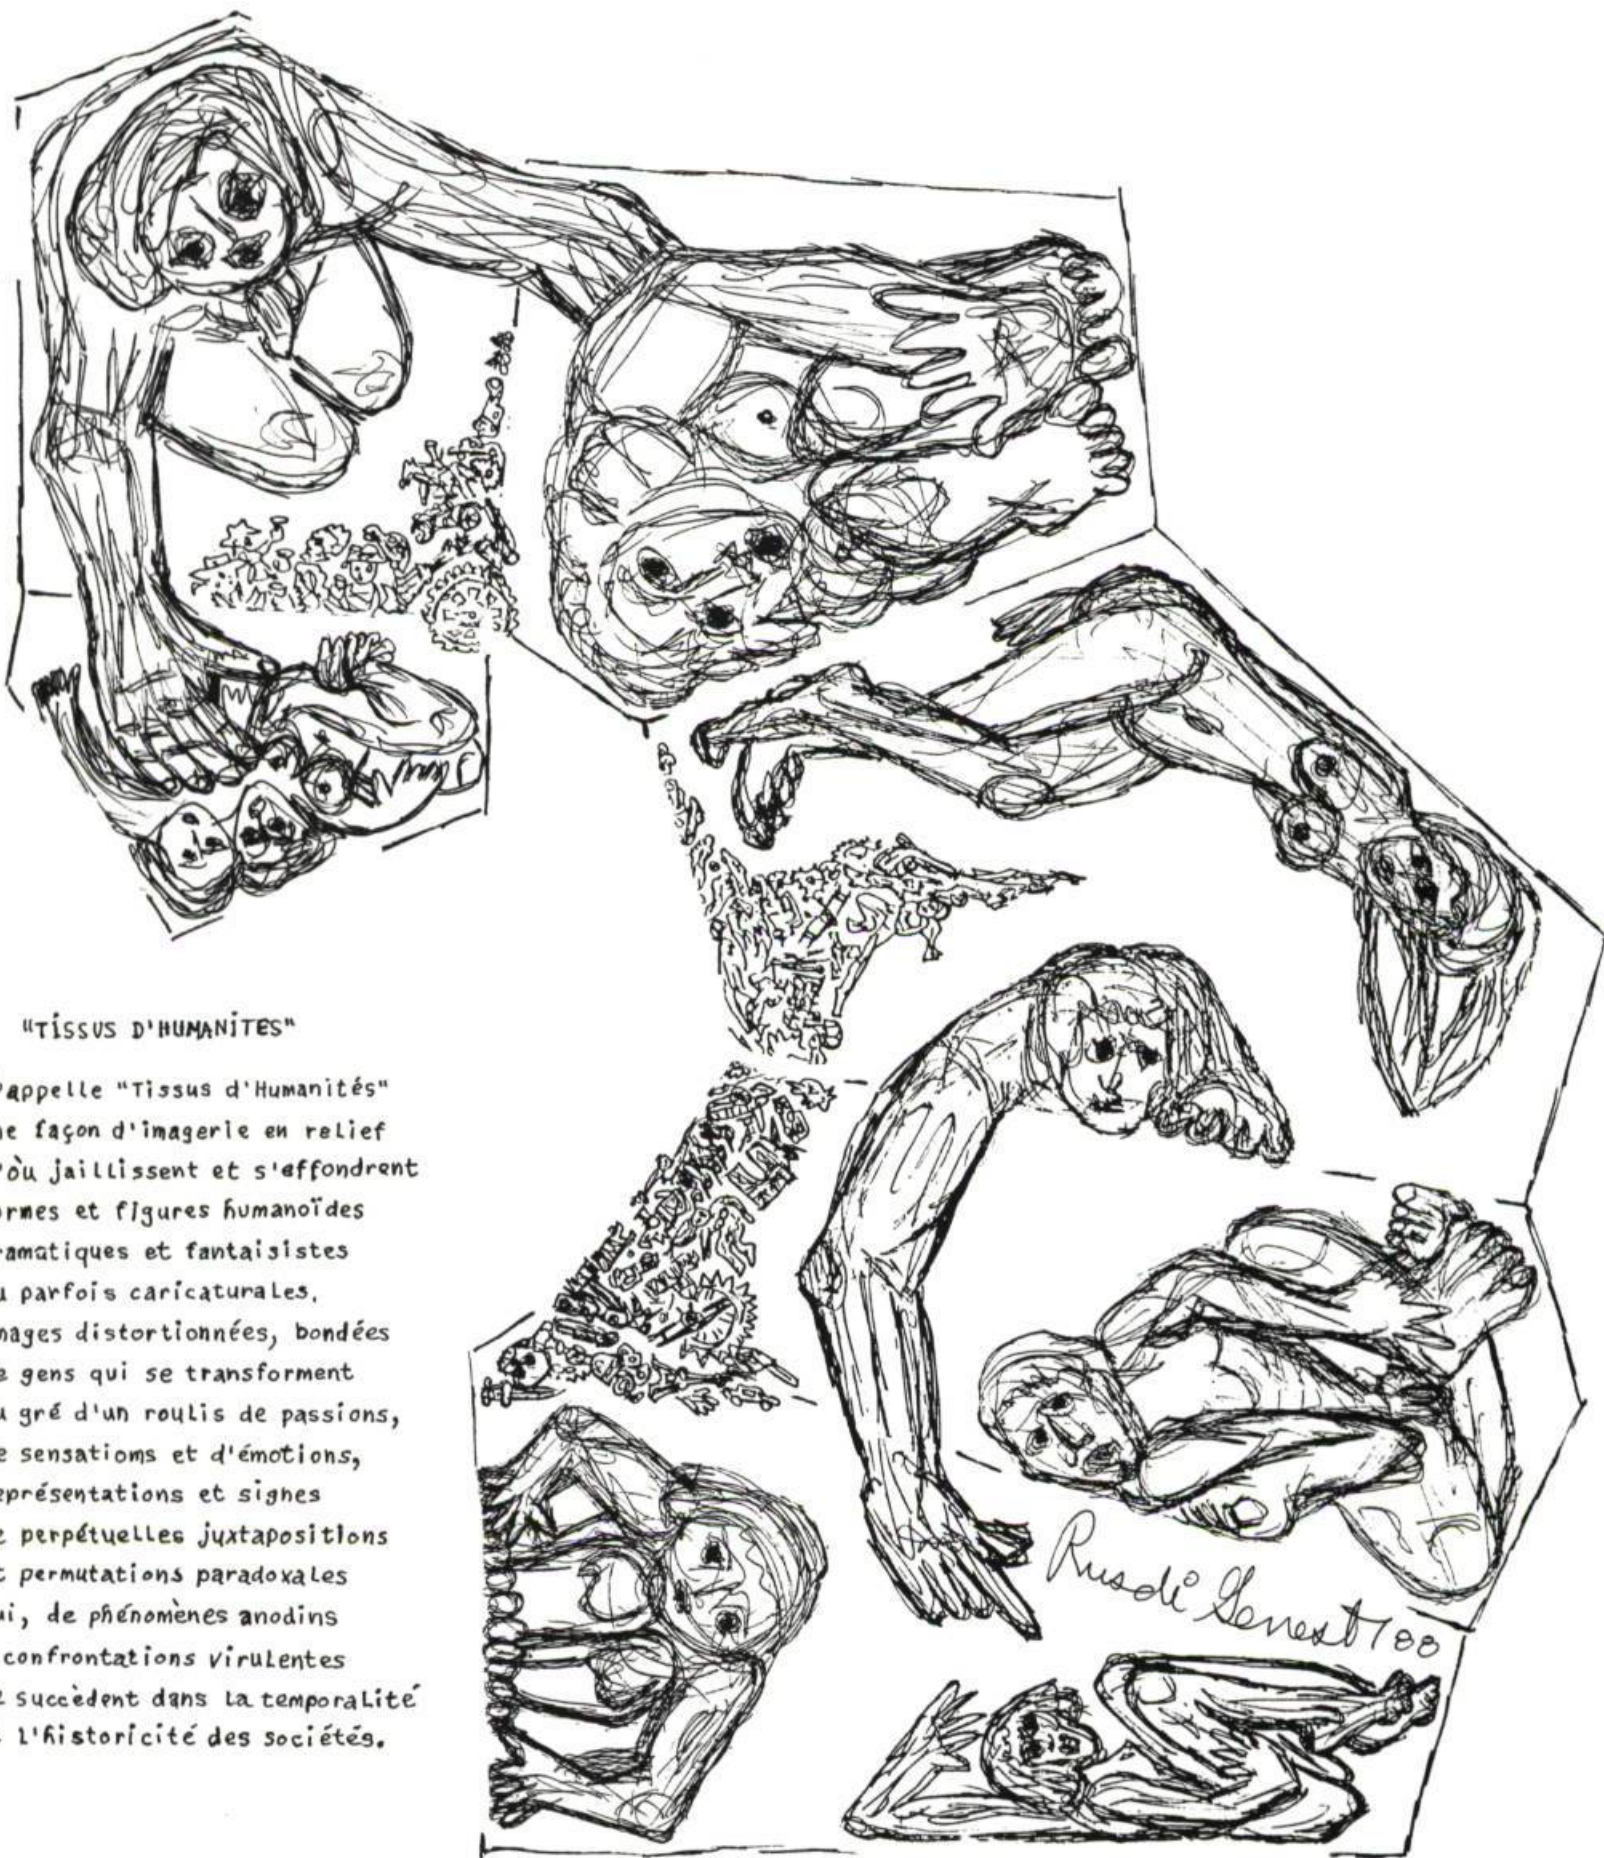 "TISSUS D'HUMANITES"
'appelle "Tissus d'Humanités"
ne façon d'imagerie en relief
'où jaillissent et s'effondrent
ormes et figures humanoïdes
ramatiques et fantaisistes
u parfois caricaturales.
mages distortionnées, bondées
e gens qui se transforment
u gré d'un roulis de passions,
e sensatioms et d'émotions,
eprésentations et signes
e perpétuelles juxtapositions
t permutations paradoxales
ui, de phénomènes anodins
confrontations virulentes
e succèdent dans la temporalité
l'historicité des sociétés.
Rusdi Genest /88